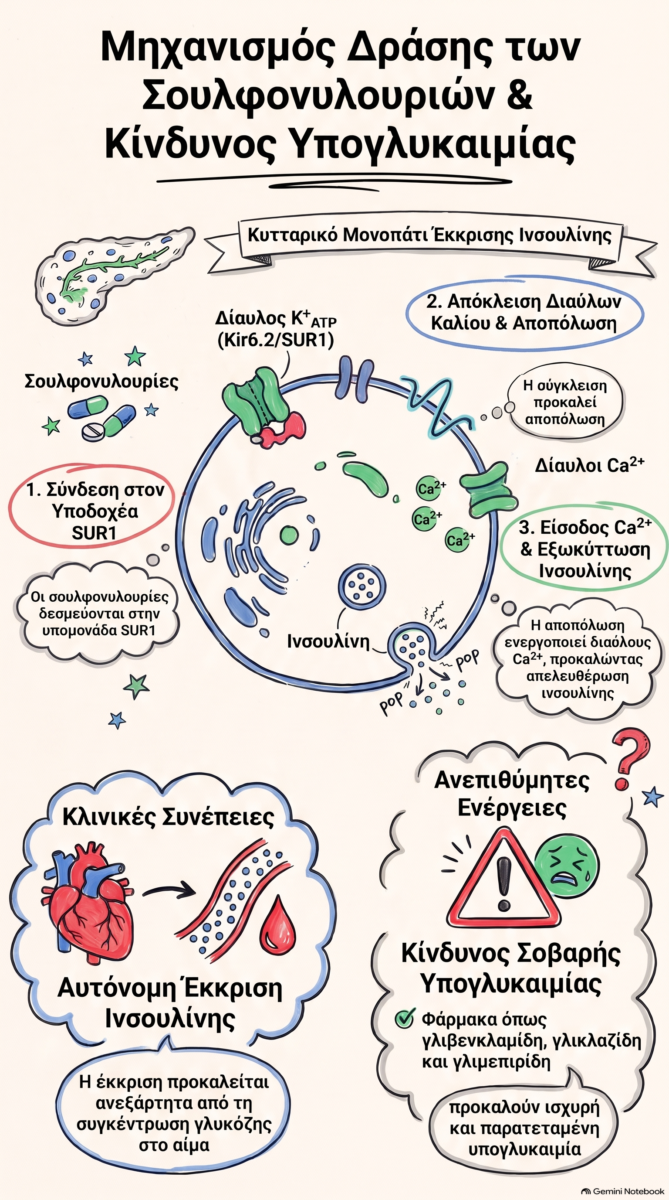 Μηχανισμός Δράσης των
Σουλφονυλουριών &
Κίνδυνος Υπογλυκαιμίας
Κυτταρικό Μονοπάτι Έκκρισης Ινσουλίνης
2. Απόκλειση Διαύλων
Καλίου & Αποπόλωση
Δίαυλος K⁺ATP
(Kir6.2/SUR1)
Σουλφονυλουρίες
Η σύγκλειση
προκαλεί
αποπόλωση
Δίαυλοι Ca²⁺
1. Σύνδεση στον
Υποδοχέα
SUR1
Ca²⁺
Ca²⁺
Ca²⁺
3. Είσοδος Ca²⁺
& Εξωκύττωση
Ινσουλίνης
Οι σουλφονυλουρίες
δεσμεύονται στην
υπομονάδα SUR1
Ινσουλίνη
pop
pop
Η αποπόλωση
ενεργοποιεί διαύλους
Ca²⁺, προκαλώντας
απελευθέρωση
ινσουλίνης
Κλινικές Συνέπειες
Αυτόνομη Έκκριση
Ινσουλίνης
Η έκκριση προκαλείται
ανεξάρτητα από τη
συγκέντρωση γλυκόζης
στο αίμα
?
Ανεπιθύμητες
Ενέργειες
!
Κίνδυνος Σοβαρής
Υπογλυκαιμίας
Φάρμακα όπως
γλιβενκλαμίδη, γλικλαζίδη
και γλιμεπιρίδη
προκαλούν ισχυρή
και παρατεταμένη
υπογλυκαιμία
Gemini Notebook